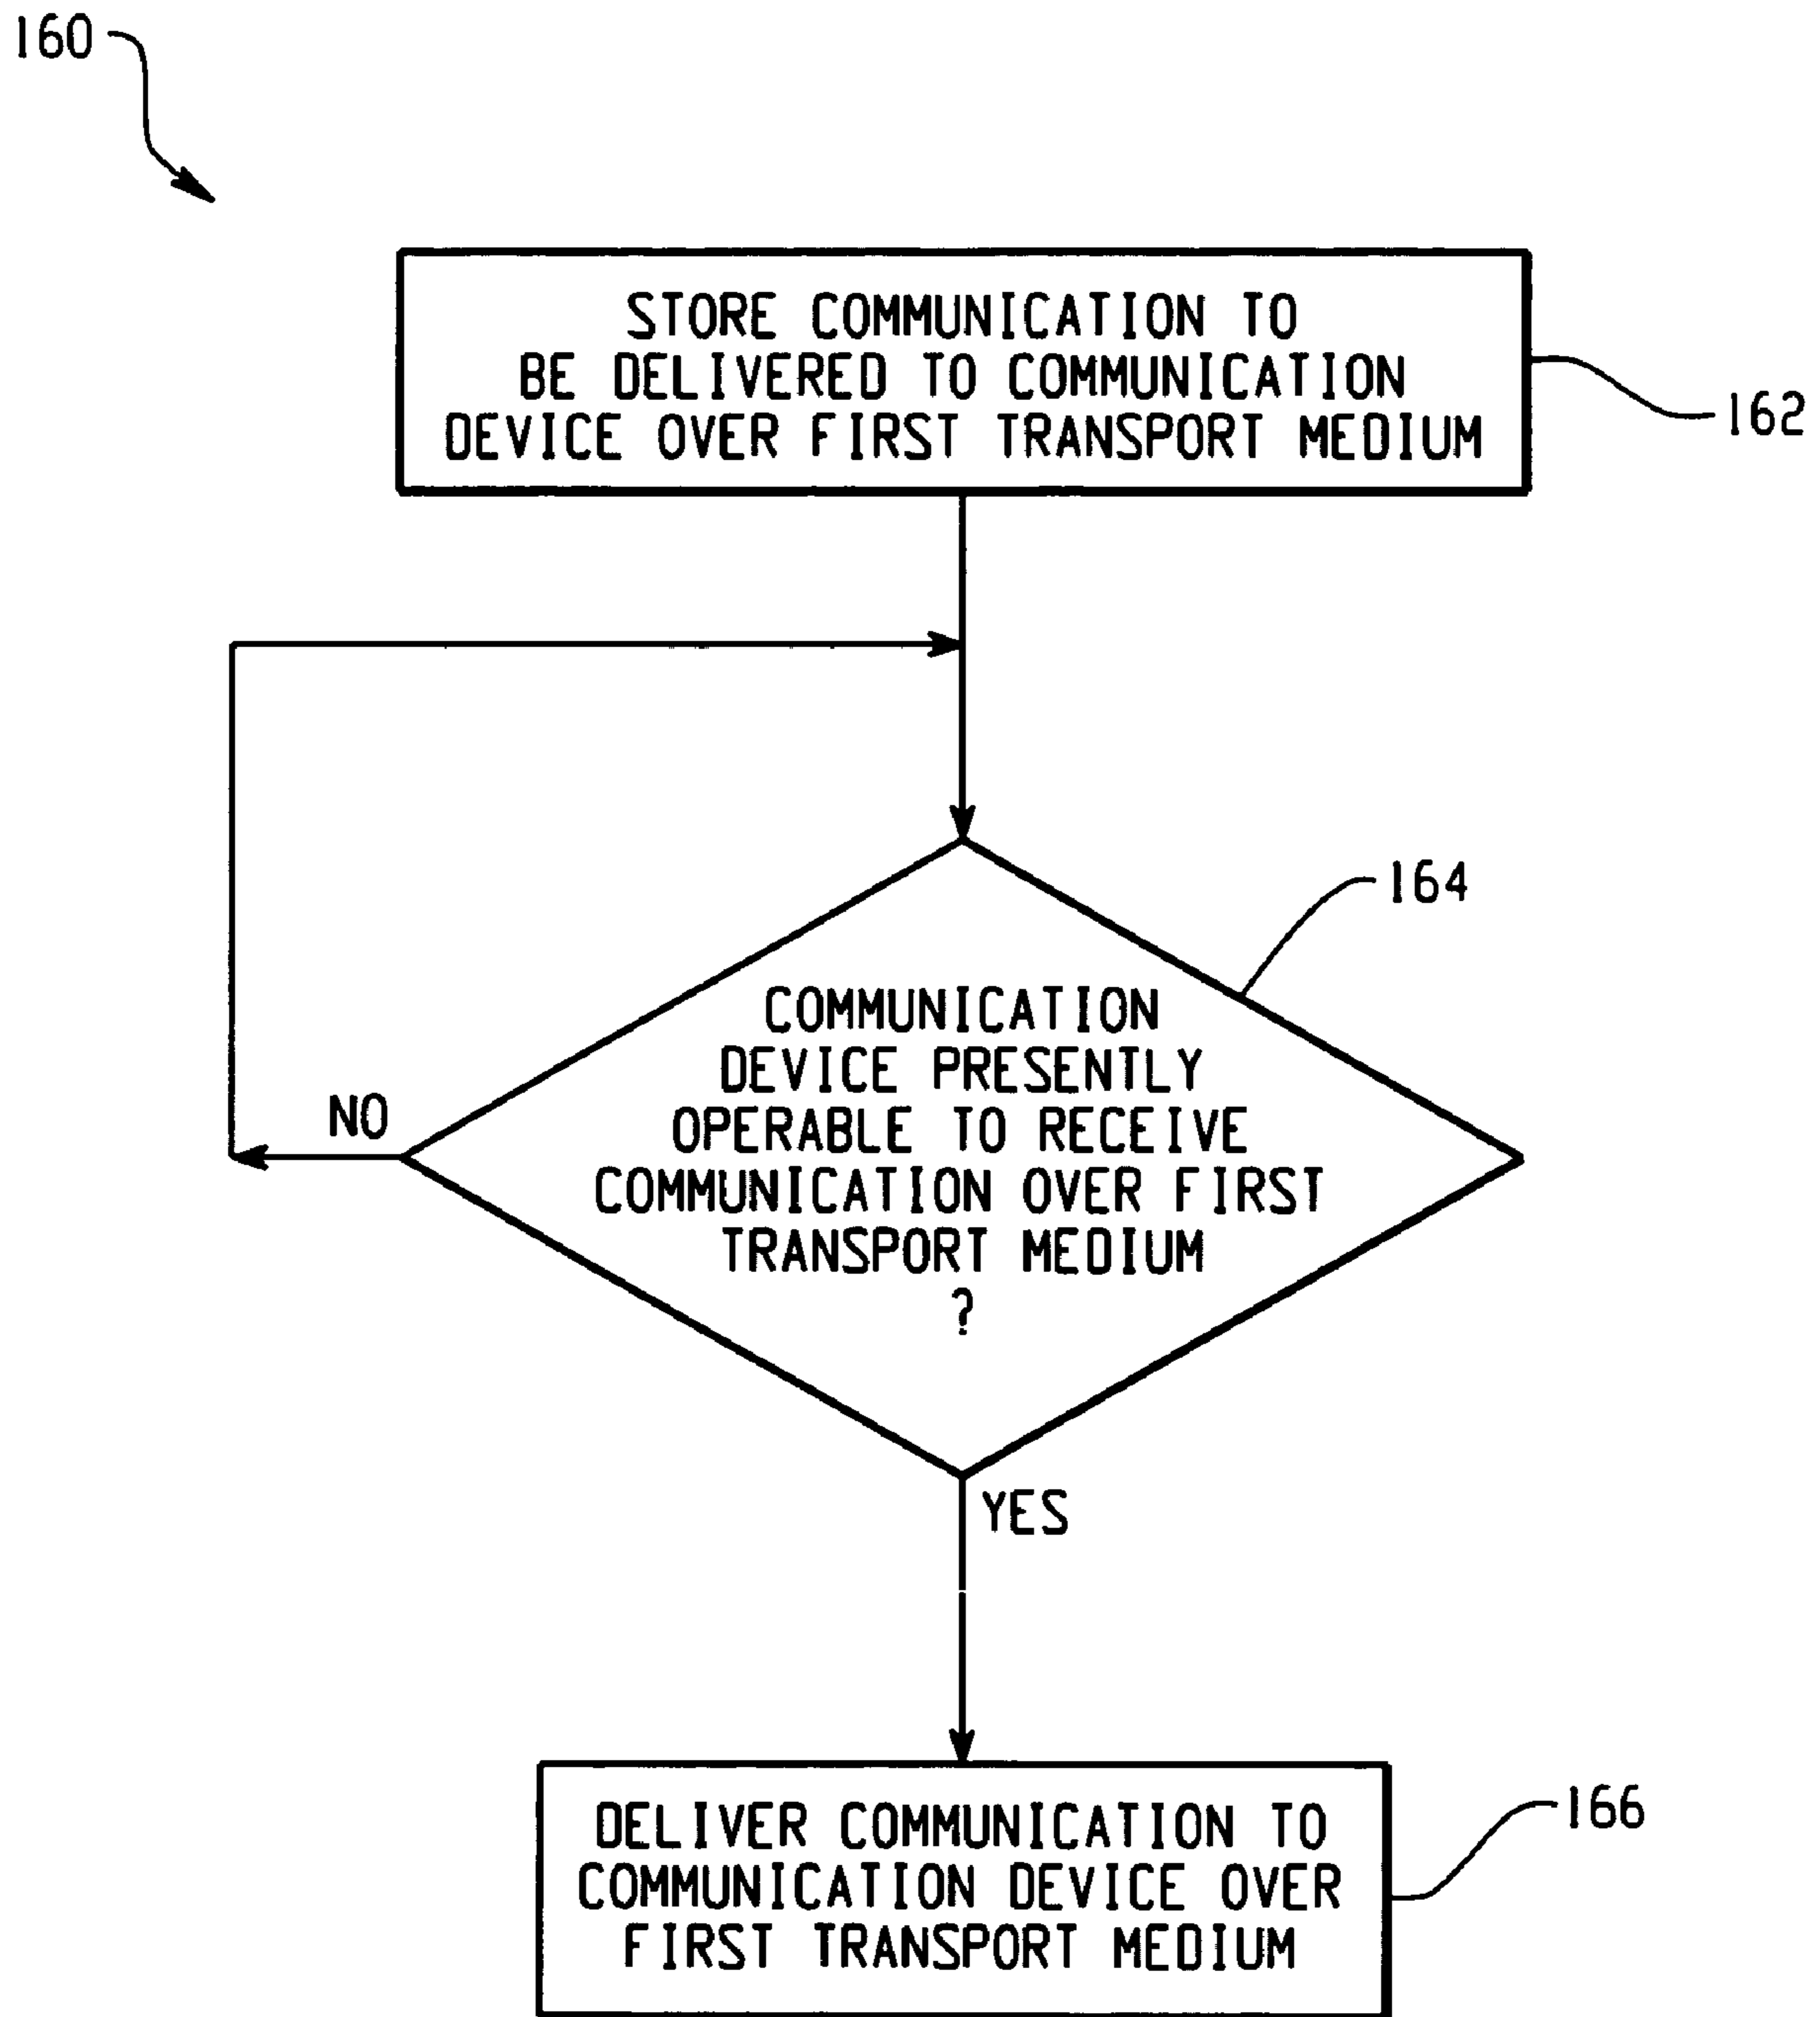 160
STORE COMMUNICATION TO
BE DELIVERED TO COMMUNICATION
DEVICE OVER FIRST TRANSPORT MEDIUM
162
164
COMMUNICATION
DEVICE PRESENTLY
OPERABLE TO RECEIVE
COMMUNICATION OVER FIRST
TRANSPORT MEDIUM
?
NO
YES
DELIVER COMMUNICATION TO
COMMUNICATION DEVICE OVER
FIRST TRANSPORT MEDIUM
166